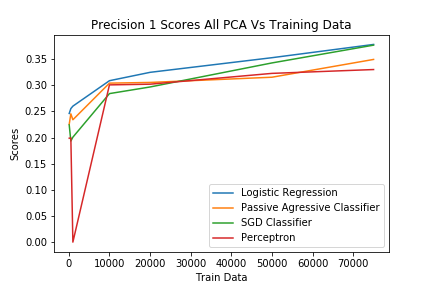 Precision 1 Scores All PCA Vs Training Data
Scores
0.35
0.30
0.25
0.20
0.15
0.10
0.05
0.00
Logistic Regression
Passive Agressive Classifier
SGD Classifier
Perceptron
0 10000 20000 30000 40000 50000 60000 70000
Train Data